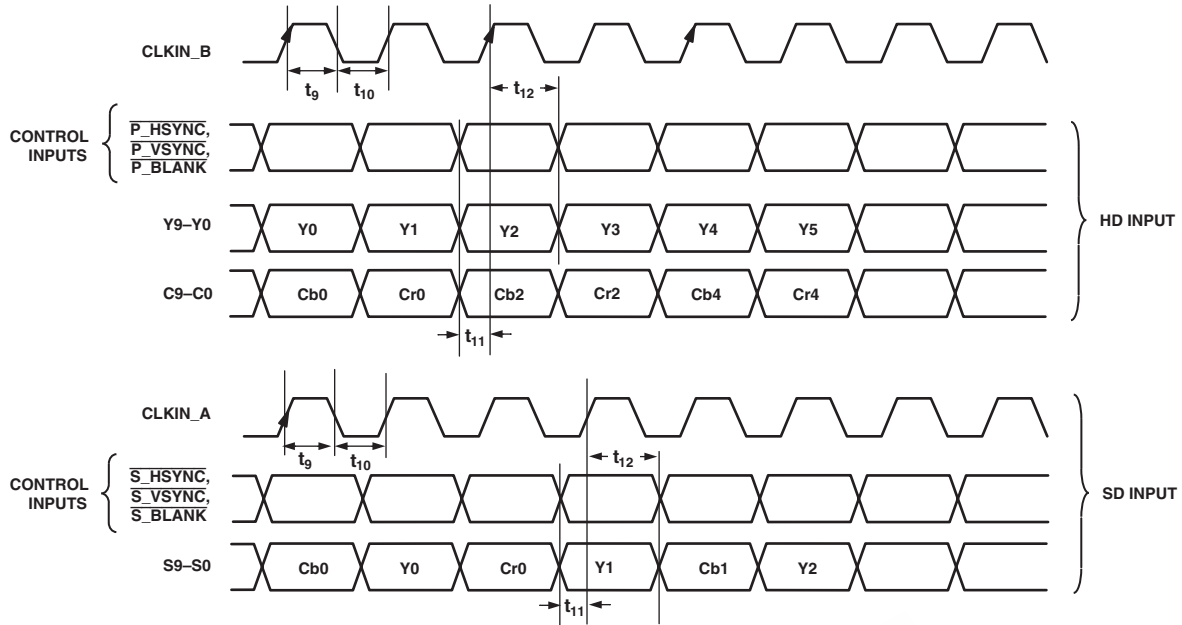 CLKIN_B
t9
t10
t12
CONTROL
INPUTS
P_HSYNC,
P_VSYNC,
P_BLANK
HD INPUT
Y9–Y0
Y0
Y1
Y2
Y3
Y4
Y5
C9–C0
Cb0
Cr0
Cb2
Cr2
Cb4
Cr4
t11
CLKIN_A
t9
t10
t12
CONTROL
INPUTS
S_HSYNC,
S_VSYNC,
S_BLANK
SD INPUT
S9–S0
Cb0
Y0
Cr0
Y1
Cb1
Y2
t11